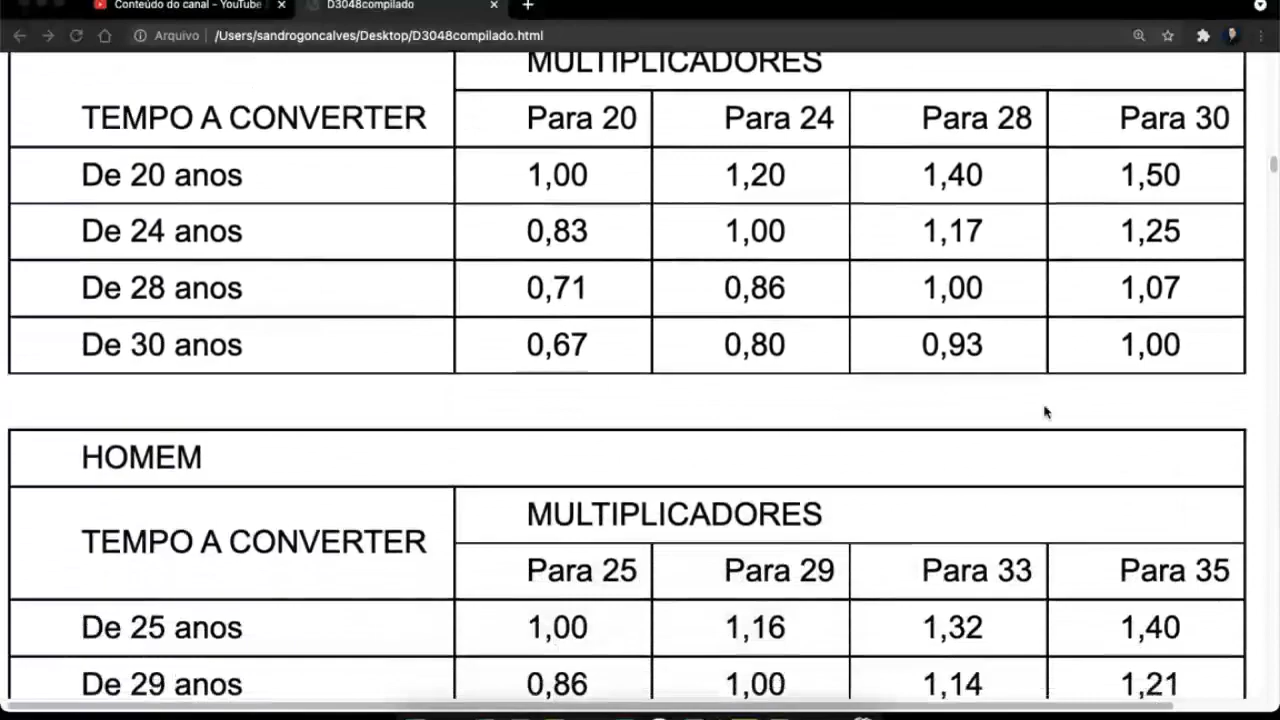 Conteúdo do canal - YouTube
D3048compilado
Arquivo /Users/sandrogoncalves/Desktop/D3048compilado.html
MULTIPLICADORES
TEMPO A CONVERTER Para 20 Para 24 Para 28 Para 30
De 20 anos 1,00 1,20 1,40 1,50
De 24 anos 0,83 1,00 1,17 1,25
De 28 anos 0,71 0,86 1,00 1,07
De 30 anos 0,67 0,80 0,93 1,00
HOMEM
MULTIPLICADORES
TEMPO A CONVERTER
Para 25 Para 29 Para 33 Para 35
De 25 anos 1,00 1,16 1,32 1,40
De 29 anos 0,86 1,00 1,14 1,21